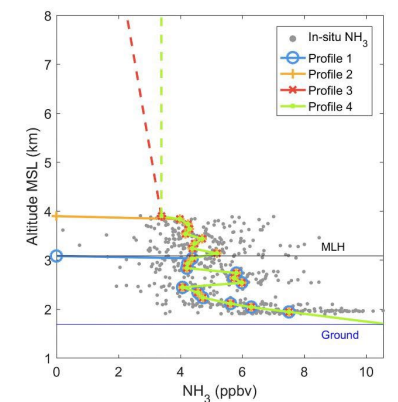 8
7
6
5
4
3
2
1
Altitude MSL (km)
In-situ NH3
Profile 1
Profile 2
Profile 3
Profile 4
MLH
Ground
0 2 4 6 8 10
NH3 (ppbv)